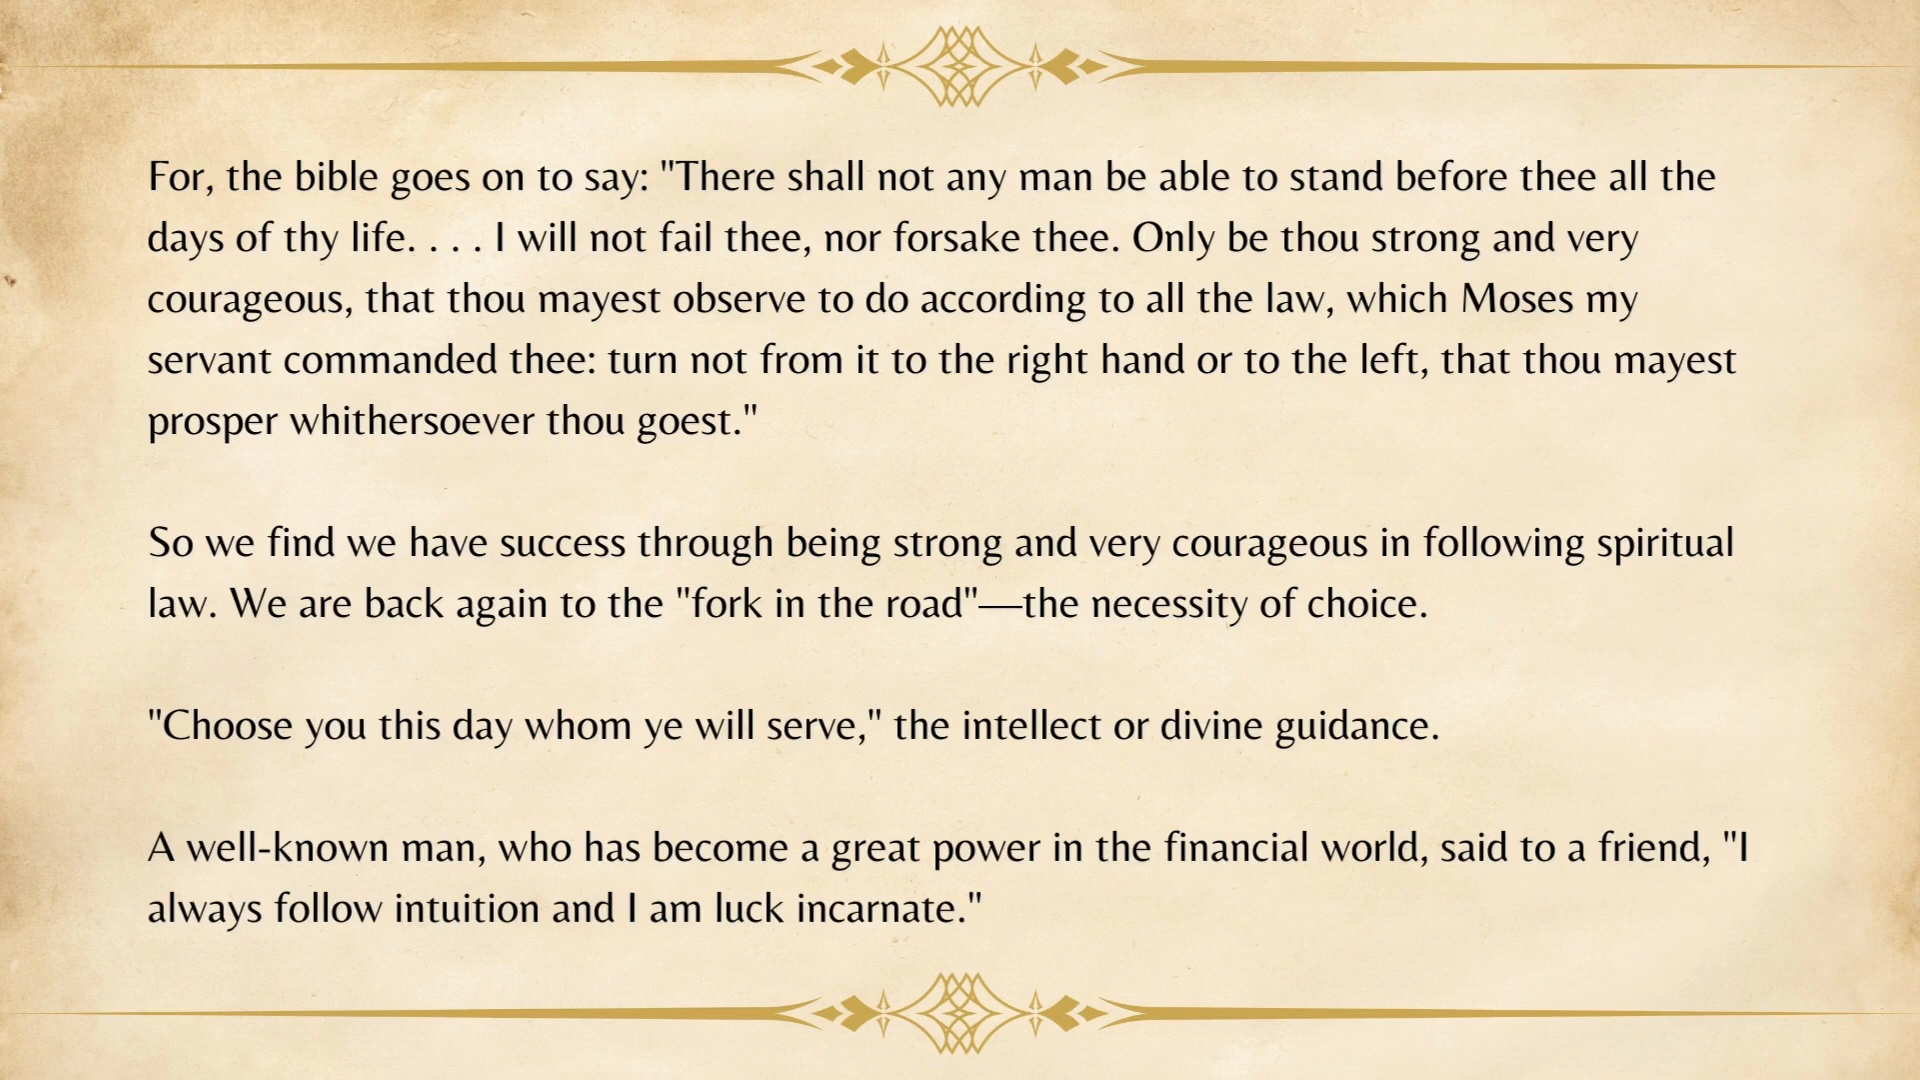 For, the bible goes on to say: "There shall not any man be able to stand before thee all the
days of thy life. . . . I will not fail thee, nor forsake thee. Only be thou strong and very
courageous, that thou mayest observe to do according to all the law, which Moses my
servant commanded thee: turn not from it to the right hand or to the left, that thou mayest
prosper whithersoever thou goest."
So we find we have success through being strong and very courageous in following spiritual
law. We are back again to the "fork in the road"—the necessity of choice.
"Choose you this day whom ye will serve," the intellect or divine guidance.
A well-known man, who has become a great power in the financial world, said to a friend, "I
always follow intuition and I am luck incarnate."